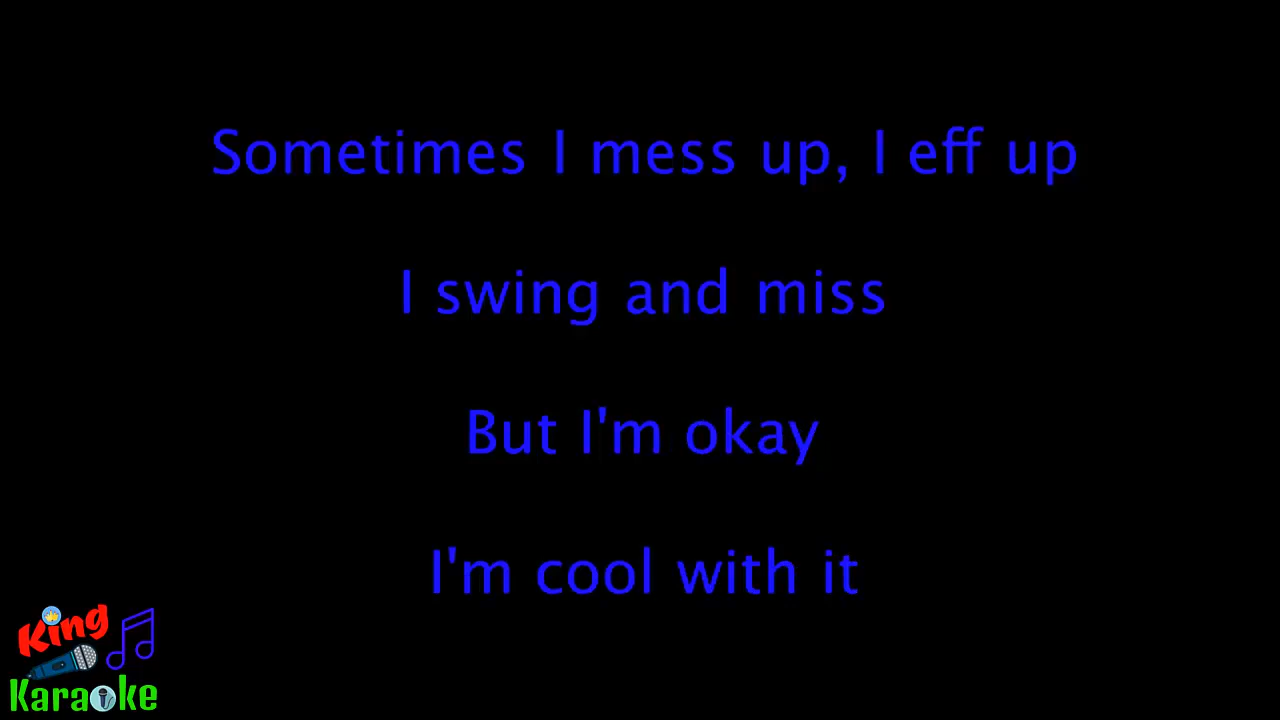 Sometimes I mess up, I eff up
I swing and miss
But I'm okay
I'm cool with it
King
Karaoke